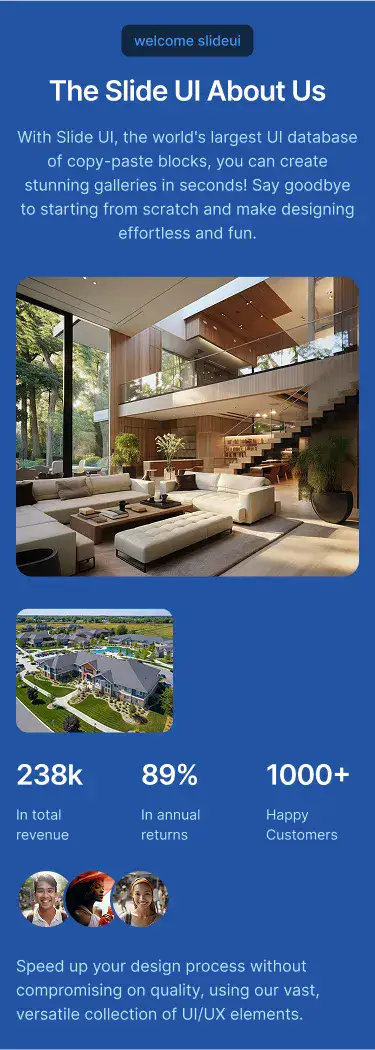 welcome slideui
The Slide UI About Us
With Slide UI, the world's largest UI database
of copy-paste blocks, you can create
stunning galleries in seconds! Say goodbye
to starting from scratch and make designing
effortless and fun.
238k
89%
1000+
In total
revenue
In annual
returns
Happy
Customers
Speed up your design process without
compromising on quality, using our vast,
versatile collection of UI/UX elements.